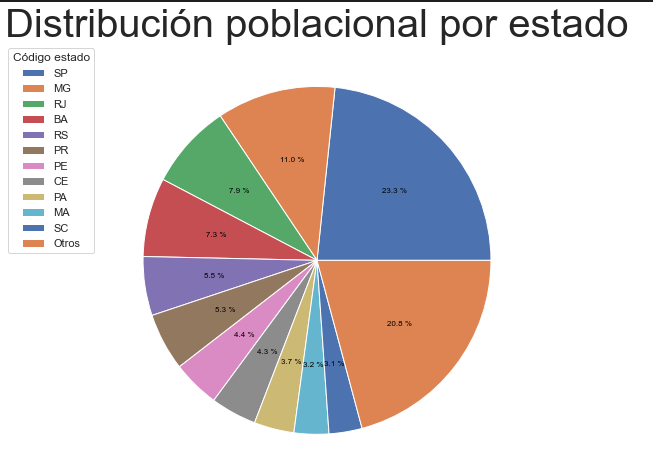 Distribución poblacional por estado
Código estado
SP
MG
RJ
BA
RS
PR
PE
CE
PA
MA
SC
Otros
23.3 %
11.0 %
7.9 %
7.3 %
5.5 %
5.3 %
4.4 %
4.3 %
3.7 %
3.2 %
3.1 %
20.8 %